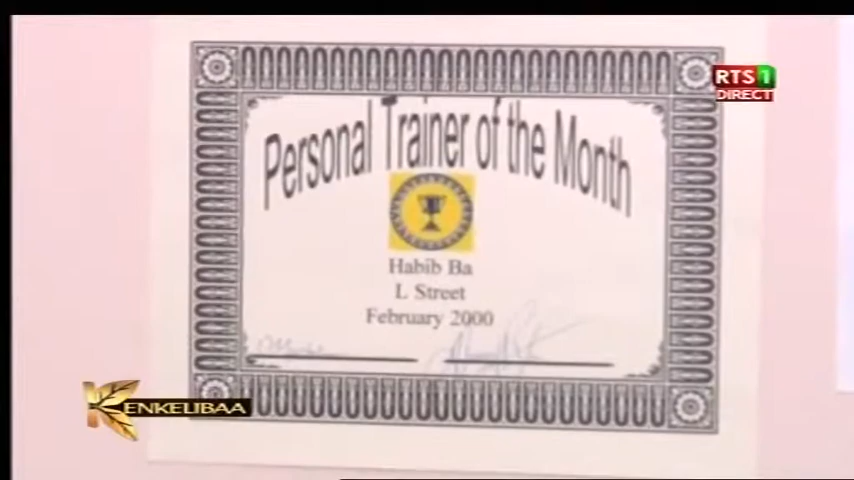 RTS1
DIRECT
Personal Trainer of the Month
Habib Ba
L Street
February 2000
KENKELIBAA